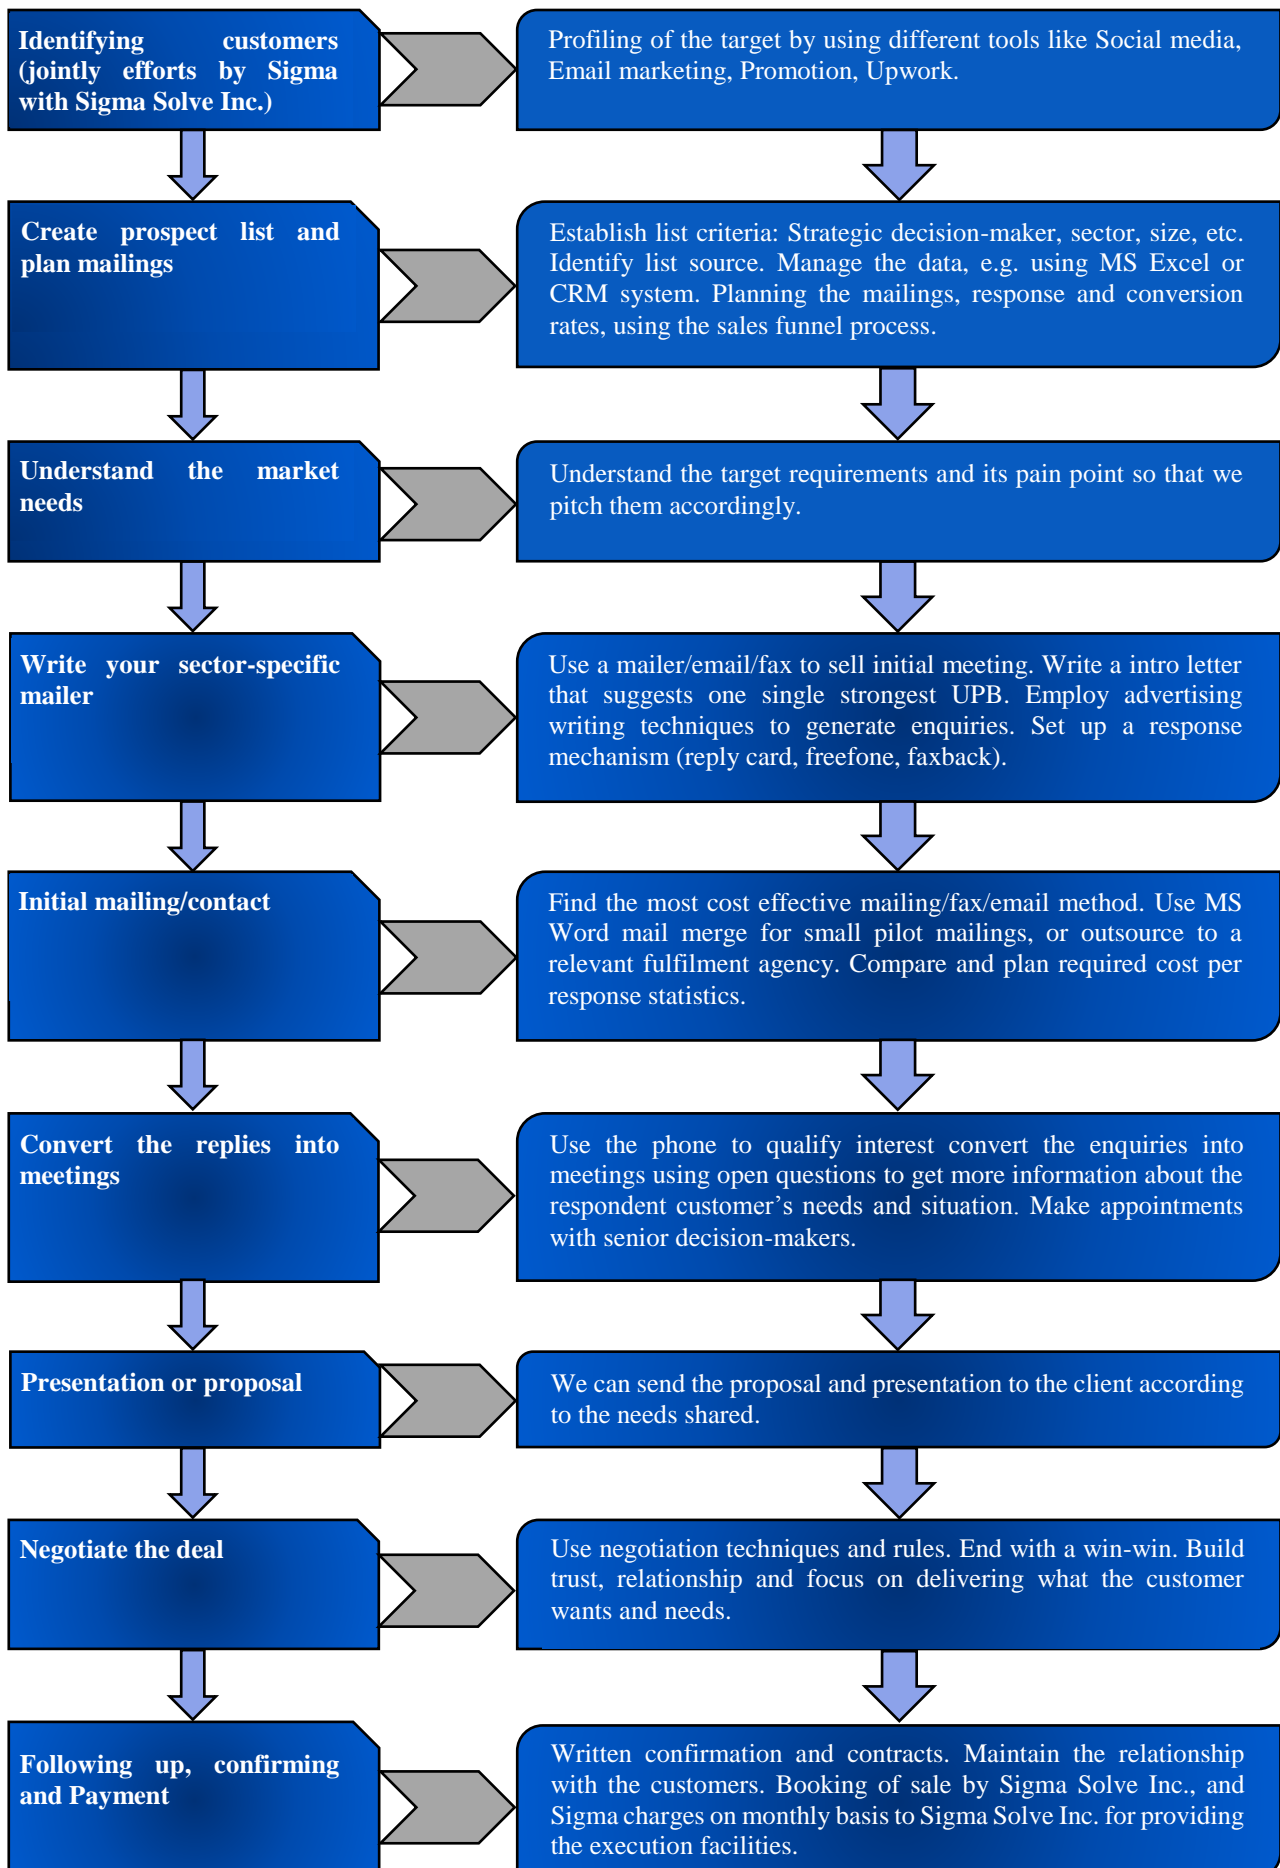 Identifying customers
(jointly efforts by Sigma
with Sigma Solve Inc.)
Profiling of the target by using different tools like Social media,
Email marketing, Promotion, Upwork.
Create prospect list and
plan mailings
Establish list criteria: Strategic decision-maker, sector, size, etc.
Identify list source. Manage the data, e.g. using MS Excel or
CRM system. Planning the mailings, response and conversion
rates, using the sales funnel process.
Understand the market
needs
Understand the target requirements and its pain point so that we
pitch them accordingly.
Write your sector-specific
mailer
Use a mailer/email/fax to sell initial meeting. Write a intro letter
that suggests one single strongest UPB. Employ advertising
writing techniques to generate enquiries. Set up a response
mechanism (reply card, freefone, faxback).
Initial mailing/contact
Find the most cost effective mailing/fax/email method. Use MS
Word mail merge for small pilot mailings, or outsource to a
relevant fulfilment agency. Compare and plan required cost per
response statistics.
Convert the replies into
meetings
Use the phone to qualify interest convert the enquiries into
meetings using open questions to get more information about the
respondent customer’s needs and situation. Make appointments
with senior decision-makers.
Presentation or proposal
We can send the proposal and presentation to the client according
to the needs shared.
Negotiate the deal
Use negotiation techniques and rules. End with a win-win. Build
trust, relationship and focus on delivering what the customer
wants and needs.
Following up, confirming
and Payment
Written confirmation and contracts. Maintain the relationship
with the customers. Booking of sale by Sigma Solve Inc., and
Sigma charges on monthly basis to Sigma Solve Inc. for providing
the execution facilities.